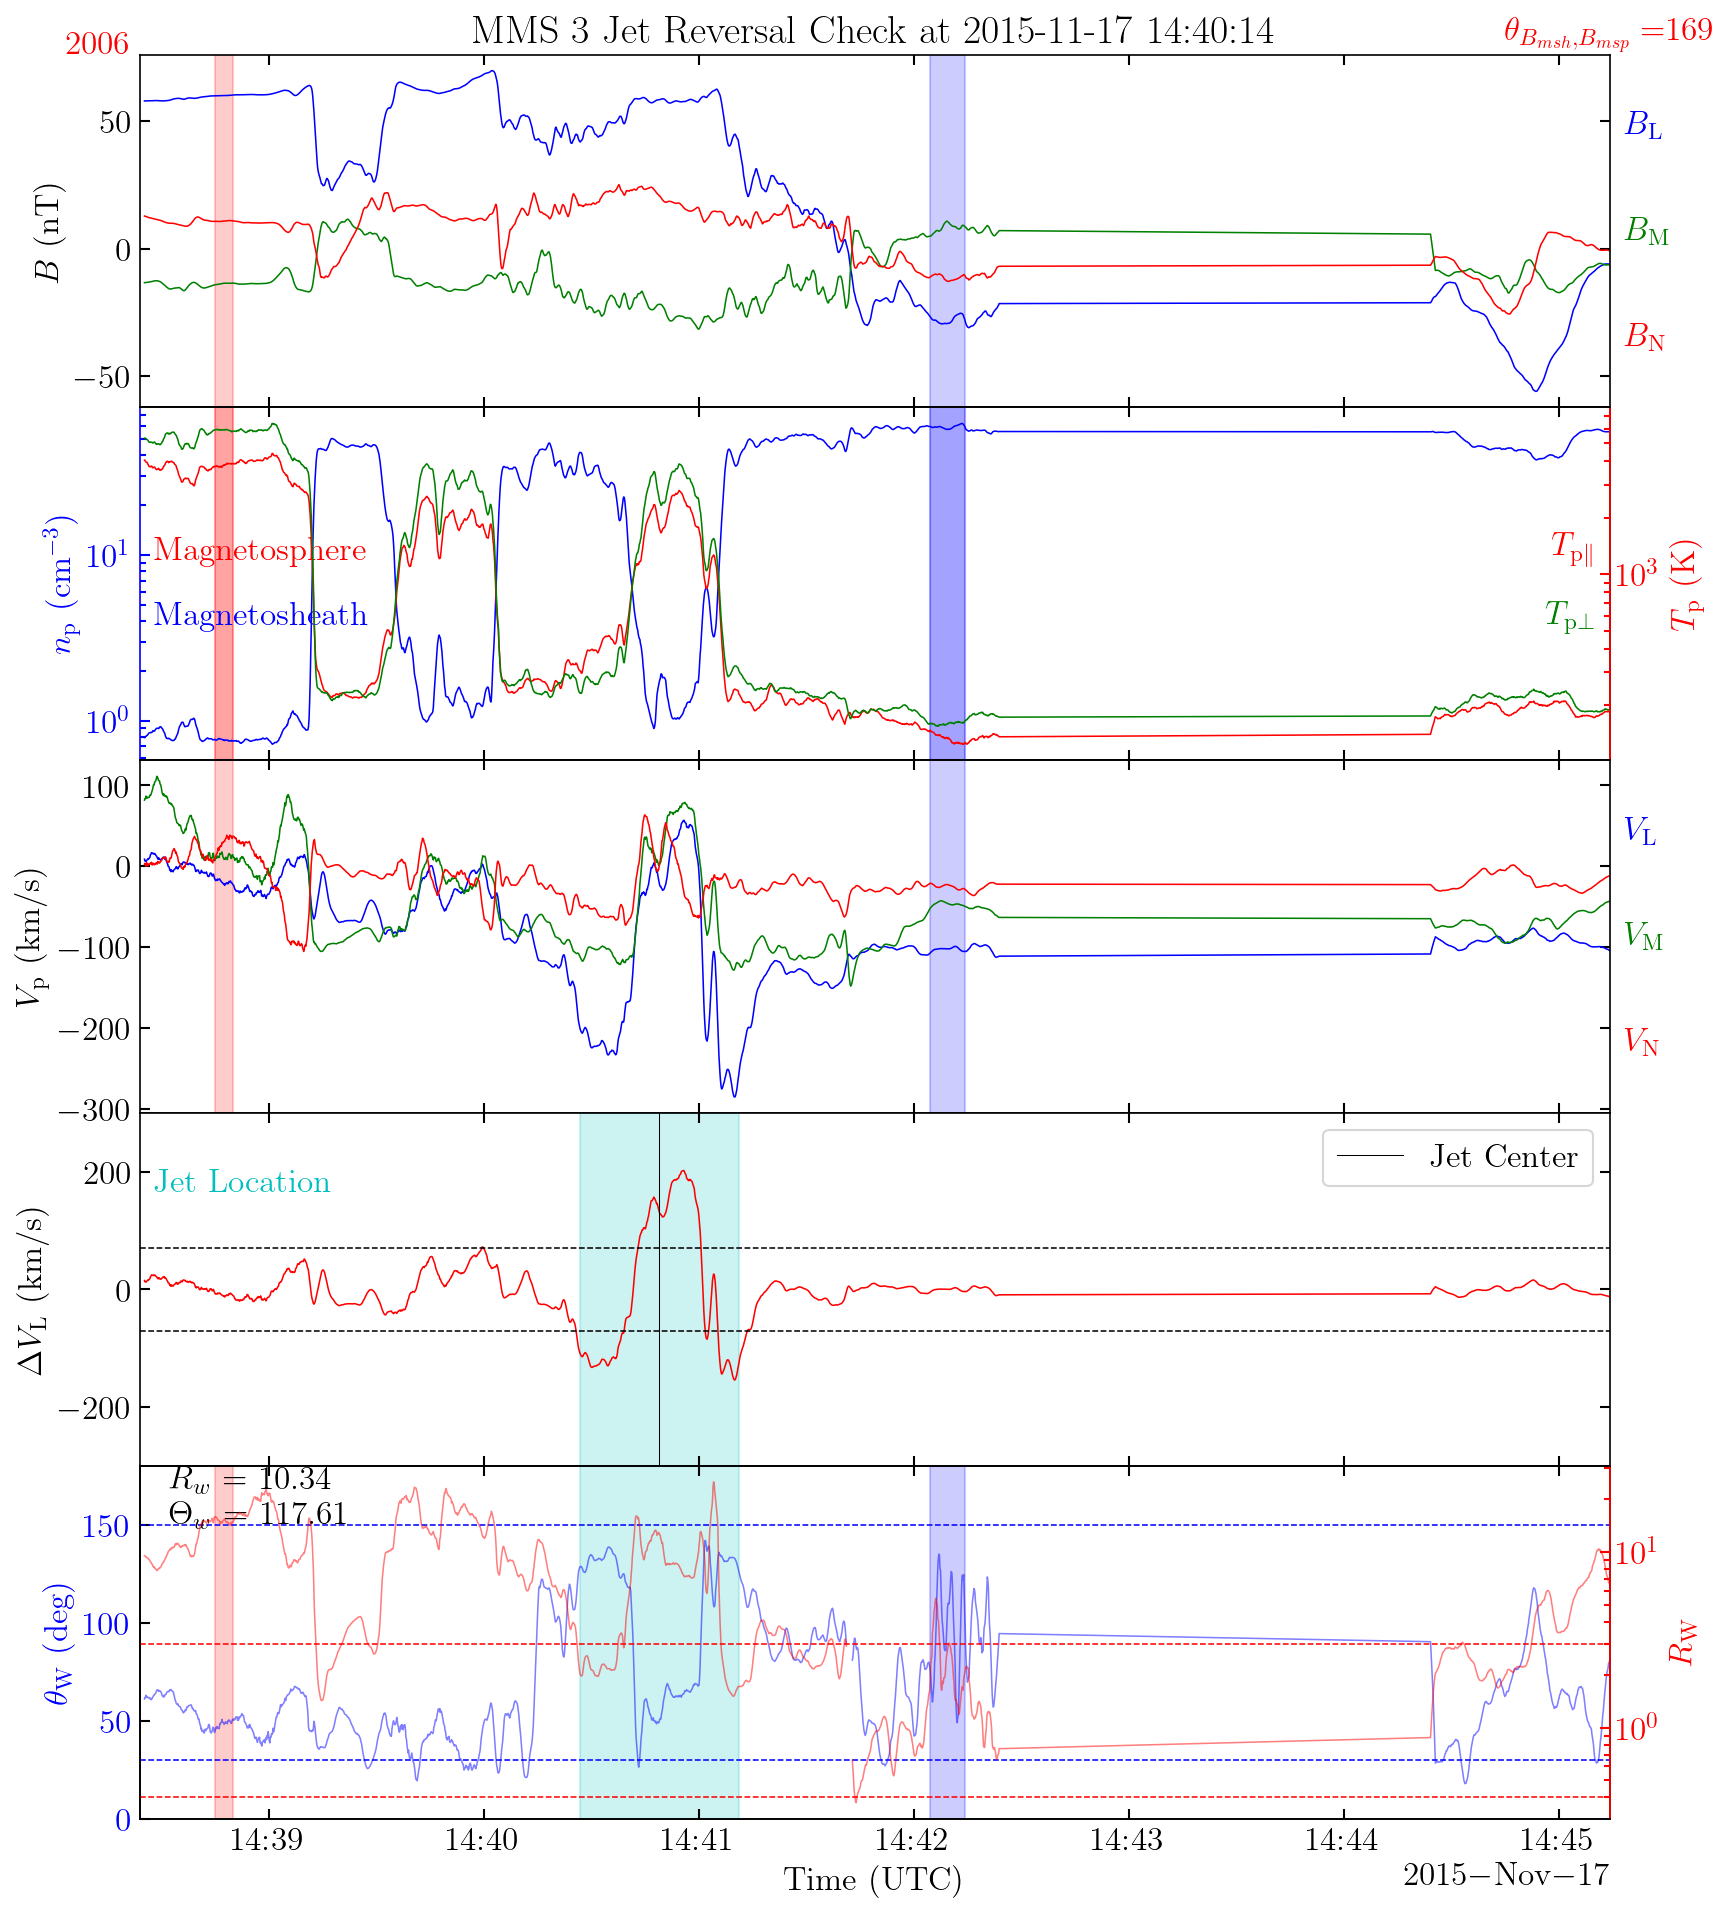 MMS 3 Jet Reversal Check at 2015-11-17 14:40:14
2006
θ_{B_{msh},B_{msp}} =169
B (nT)
50
0
−50
B_L
B_M
B_N
n_p (cm^{−3})
10^1
10^0
Magnetosphere
Magnetosheath
T_{p∥}
T_{p⊥}
10^3
T_p (K)
V_p (km/s)
100
0
−100
−200
−300
V_L
V_M
V_N
ΔV_L (km/s)
200
0
−200
Jet Location
Jet Center
R_w = 10.34
Θ_w = 117.61
θ_W (deg)
150
100
50
0
10^1
10^0
R_W
14:39 14:40 14:41 14:42 14:43 14:44 14:45
Time (UTC)
2015−Nov−17